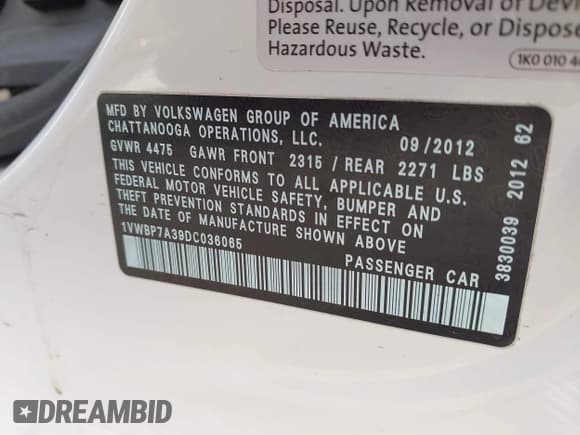 Disposal. Upon Removal of
Please Reuse, Recycle, or
Hazardous Waste.
1K0 010
MFD BY VOLKSWAGEN GROUP OF AMERICA
CHATTANOOGA OPERATIONS, LLC. 09/2012
GVWR 4475 GAWR FRONT 2315 / REAR 2271 LBS
THIS VEHICLE CONFORMS TO ALL APPLICABLE U.S.
FEDERAL MOTOR VEHICLE SAFETY, BUMPER AND
THEFT PREVENTION STANDARDS IN EFFECT ON
THE DATE OF MANUFACTURE SHOWN ABOVE
1VWBP7A39DC036065 PASSENGER CAR
3830039 2012 62
DREAMBID